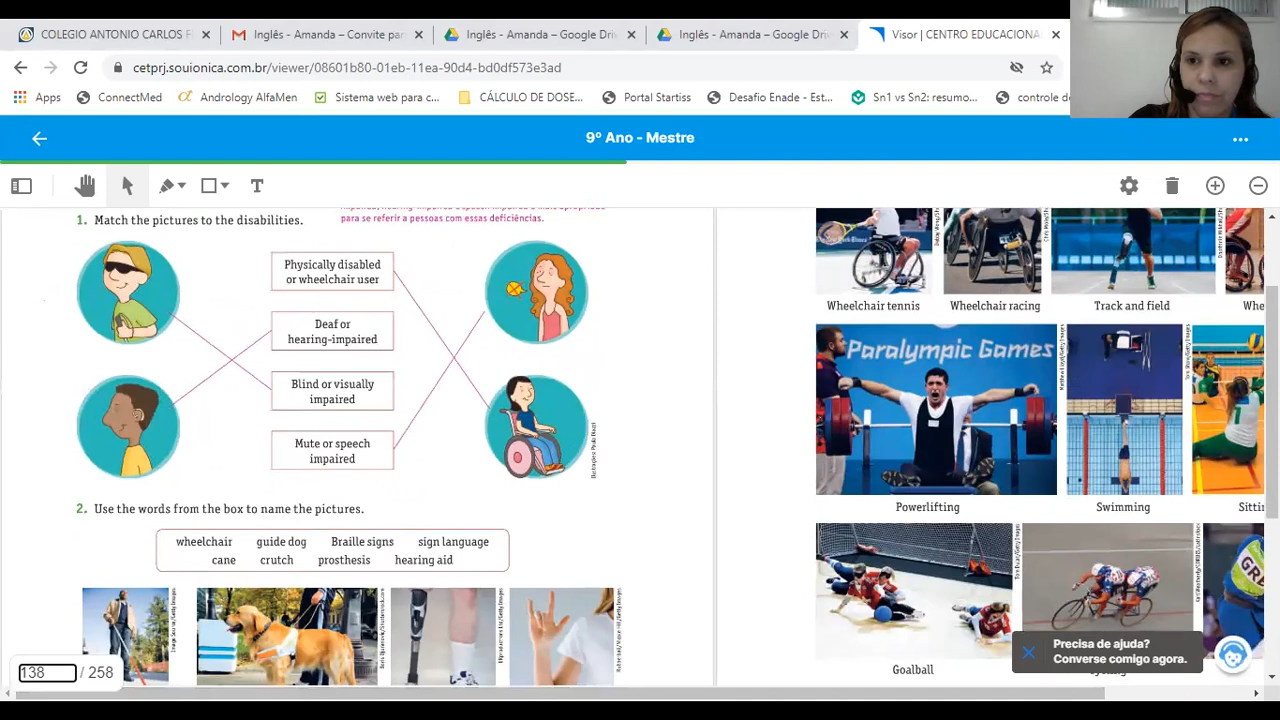 COLEGIO ANTONIO CARLOS F
Inglês - Amanda – Convite par
Inglês - Amanda – Google Driv
Inglês - Amanda – Google Driv
Visor | CENTRO EDUCACIONA
cetprj.souionica.com.br/viewer/08601b80-01eb-11ea-90d4-bd0df573e3ad
Apps
ConnectMed
Andrology AlfaMen
Sistema web para c...
CÁLCULO DE DOSE...
Portal Startiss
Desafio Enade - Est...
Sn1 vs Sn2: resumo...
controle d
9º Ano - Mestre
para se referir a pessoas com essas deficiências.
1. Match the pictures to the disabilities.
Physically disabled
or wheelchair user
Deaf or
hearing-impaired
Blind or visually
impaired
Mute or speech
impaired
2. Use the words from the box to name the pictures.
wheelchair guide dog Braille signs sign language
cane crutch prosthesis hearing aid
138 / 258
Wheelchair tennis
Wheelchair racing
Track and field
Whe
Paralympic Games
Powerlifting
Swimming
Sittin
1
GRE
Goalball
Precisa de ajuda?
Converse comigo agora.